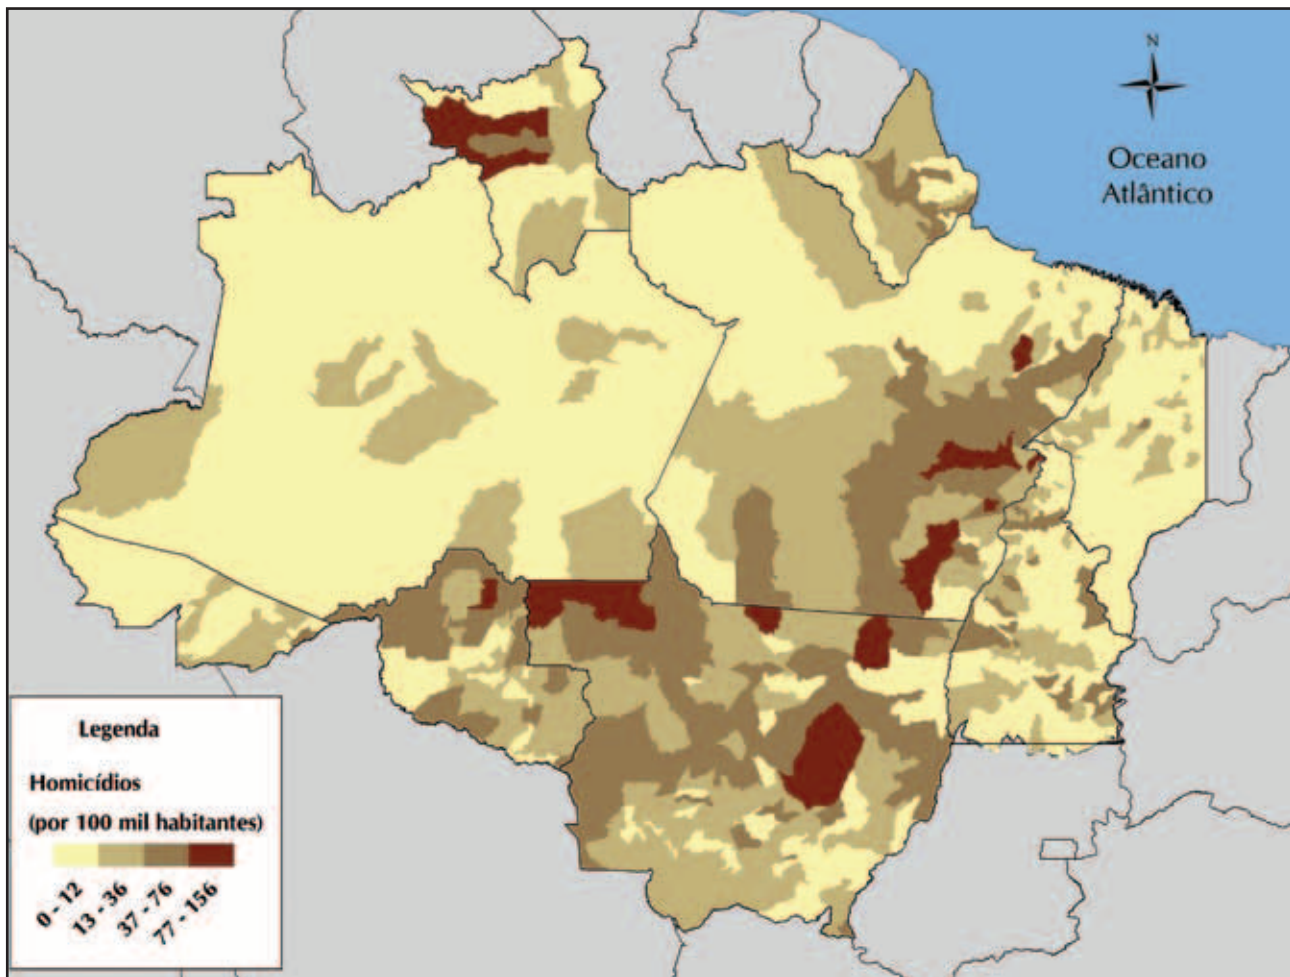 N
Oceano
Atlântico
Legenda
Homicídios
(por 100 mil habitantes)
0 - 12
13 - 36
37 - 76
77 - 156